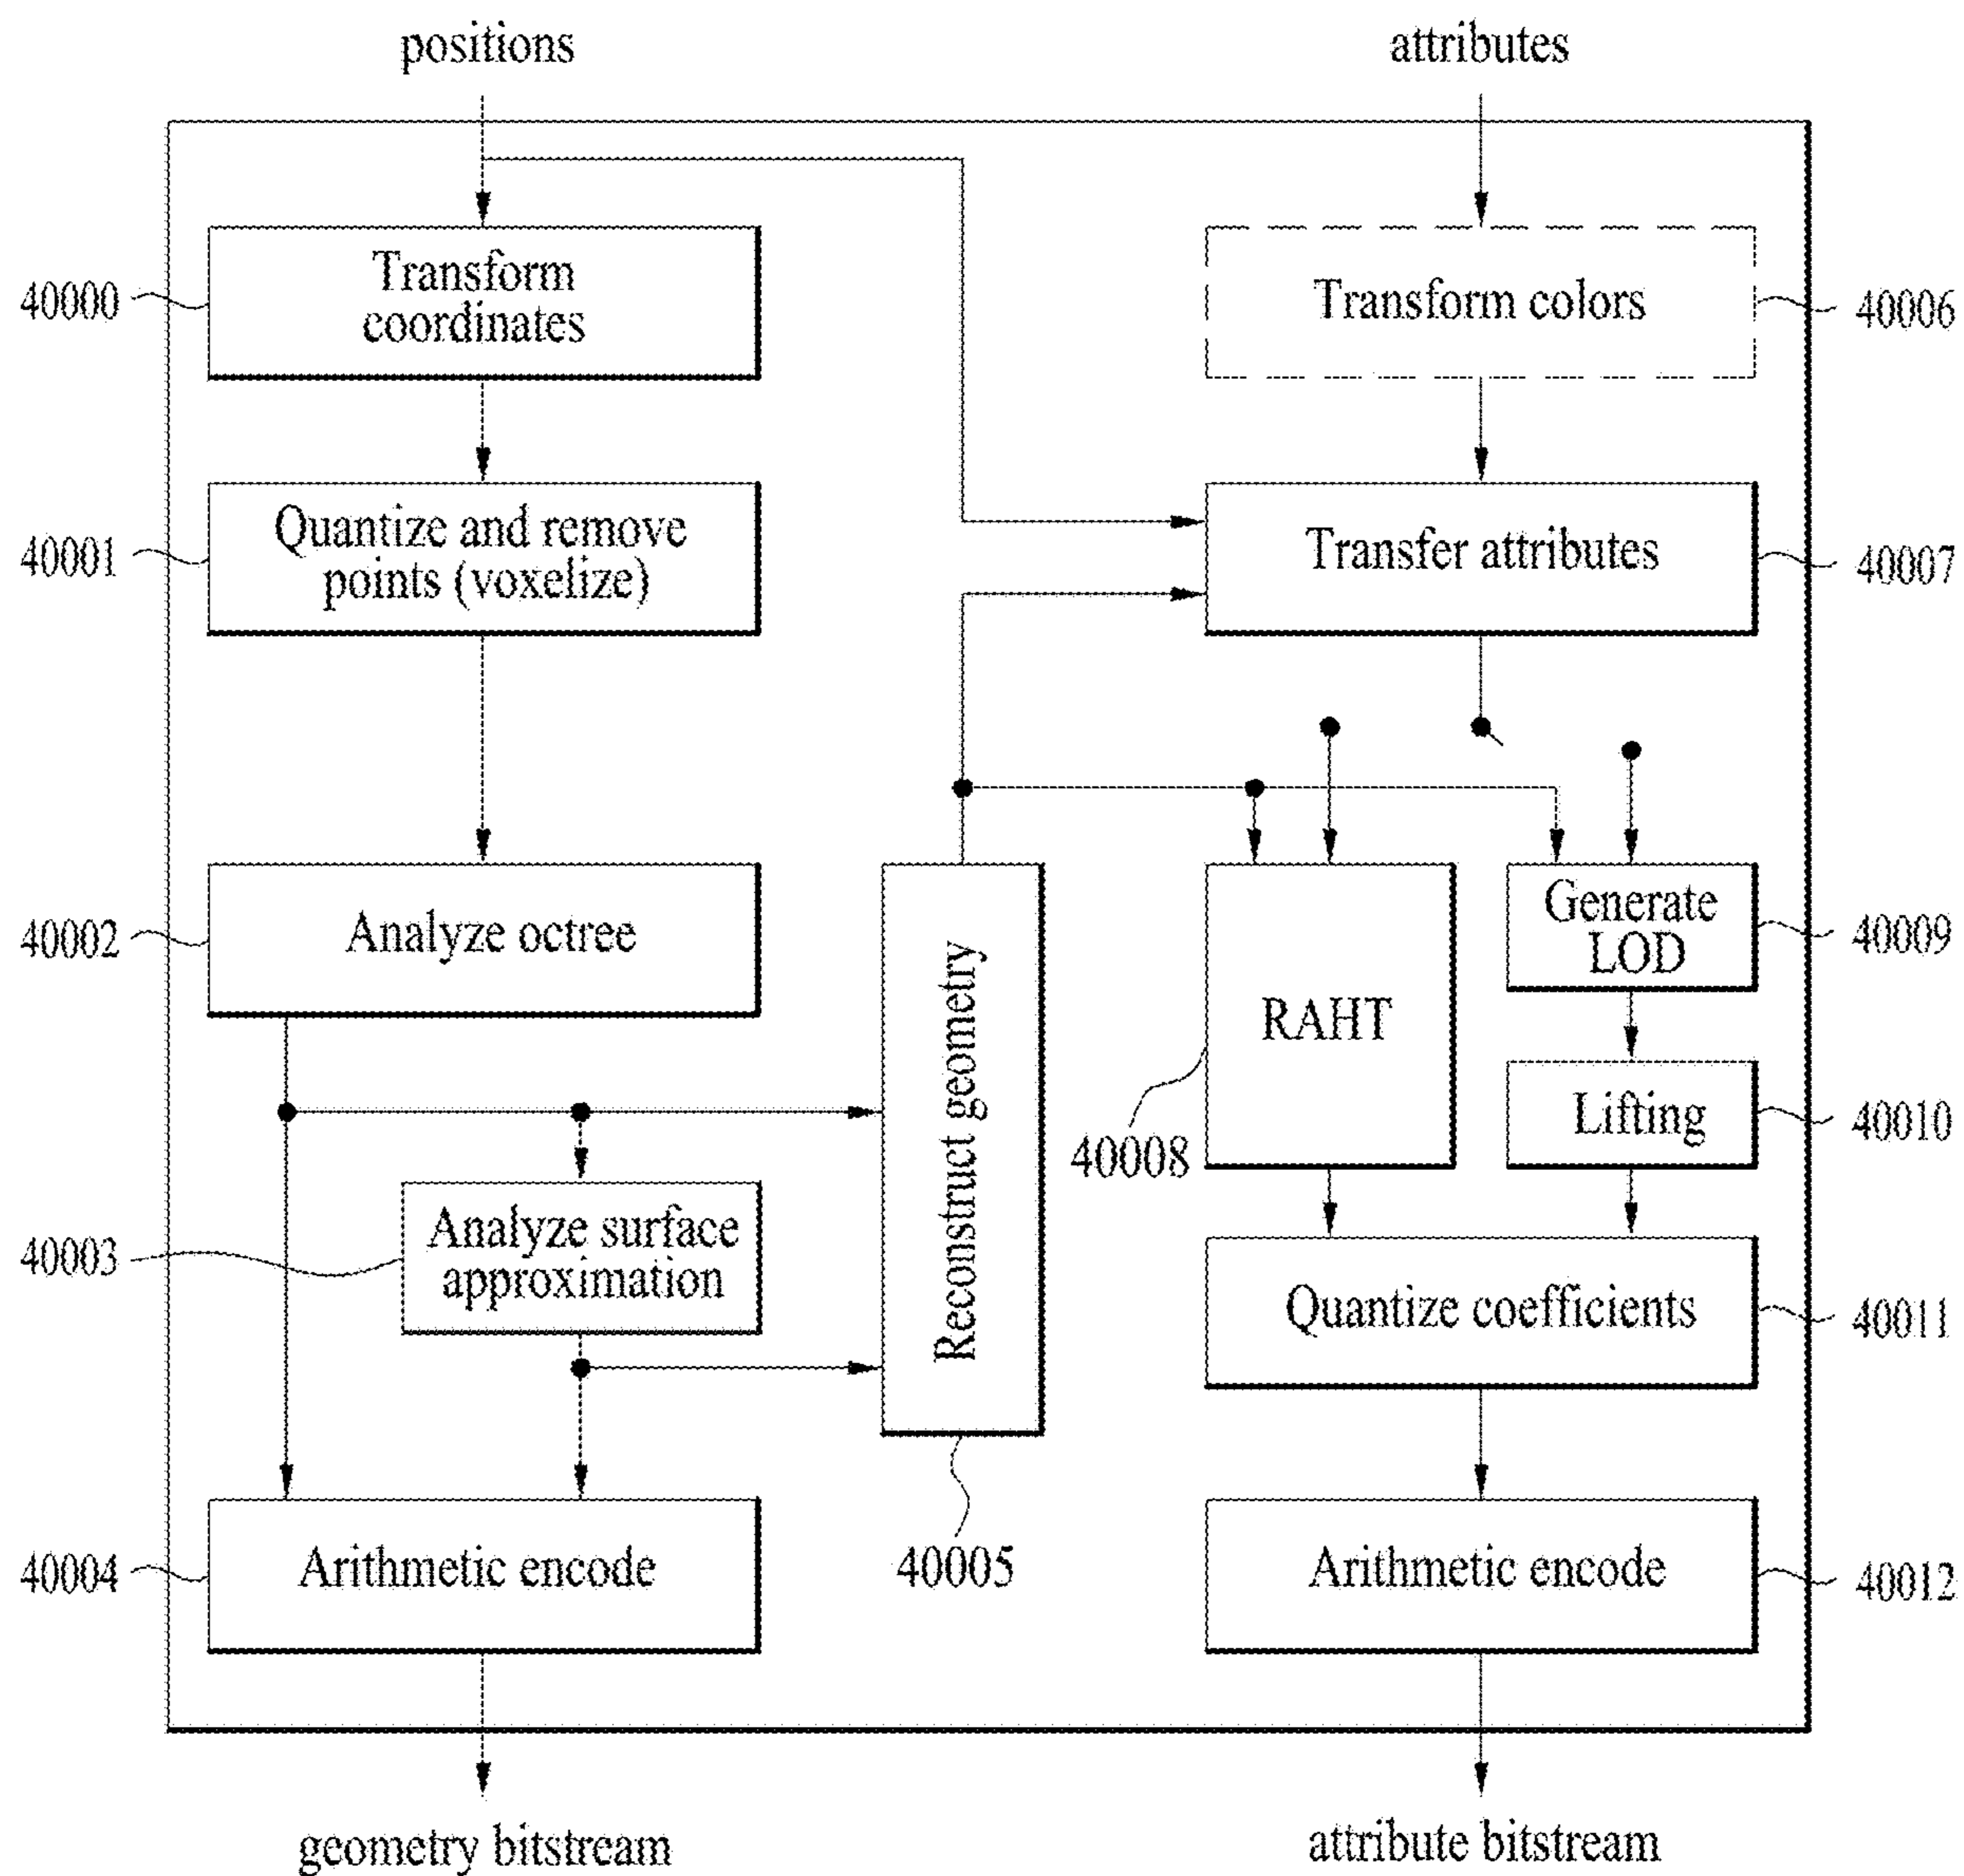 positions
attributes
Transform
coordinates
40000
Transform colors
40006
Quantize and remove
points (voxelize)
40001
Transfer attributes
40007
Analyze octree
40002
Reconstruct geometry
40005
RAHT
40008
Generate
LOD
40009
Lifting
40010
Analyze surface
approximation
40003
Quantize coefficients
40011
Arithmetic encode
40004
Arithmetic encode
40012
geometry bitstream
attribute bitstream